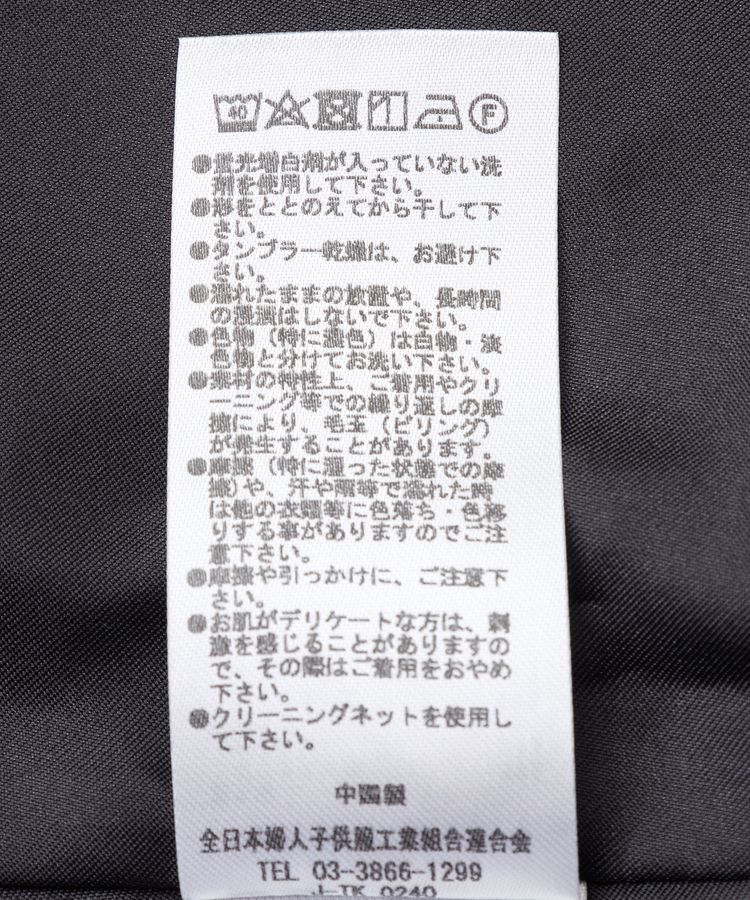 40 F
●蛍光増白剤が入っていない洗
剤を使用して下さい。
●形をととのえてから干して下
さい。
●タンブラー乾燥は、お避け下
さい。
●濡れたままの放置や、長時間
の浸漬はしないで下さい。
●色物（特に濃色）は白物・淡
色物と分けてお洗い下さい。
●素材の特性上、ご着用やクリ
ーニング等での繰り返しの摩
擦により、毛玉（ピリング）
が発生することがあります。
●摩擦（特に湿った状態での摩
擦）や、汗や雨等で濡れた時
は他の衣類等に色落ち・色移
りする事がありますのでご注
意下さい。
●摩擦や引っかけに、ご注意下
さい。
●お肌がデリケートな方は、刺
激を感じることがありますの
で、その際はご着用をおやめ
下さい。
●クリーニングネットを使用し
て下さい。
中国製
全日本婦人子供服工業組合連合会
TEL 03-3866-1299
J-TK 0240